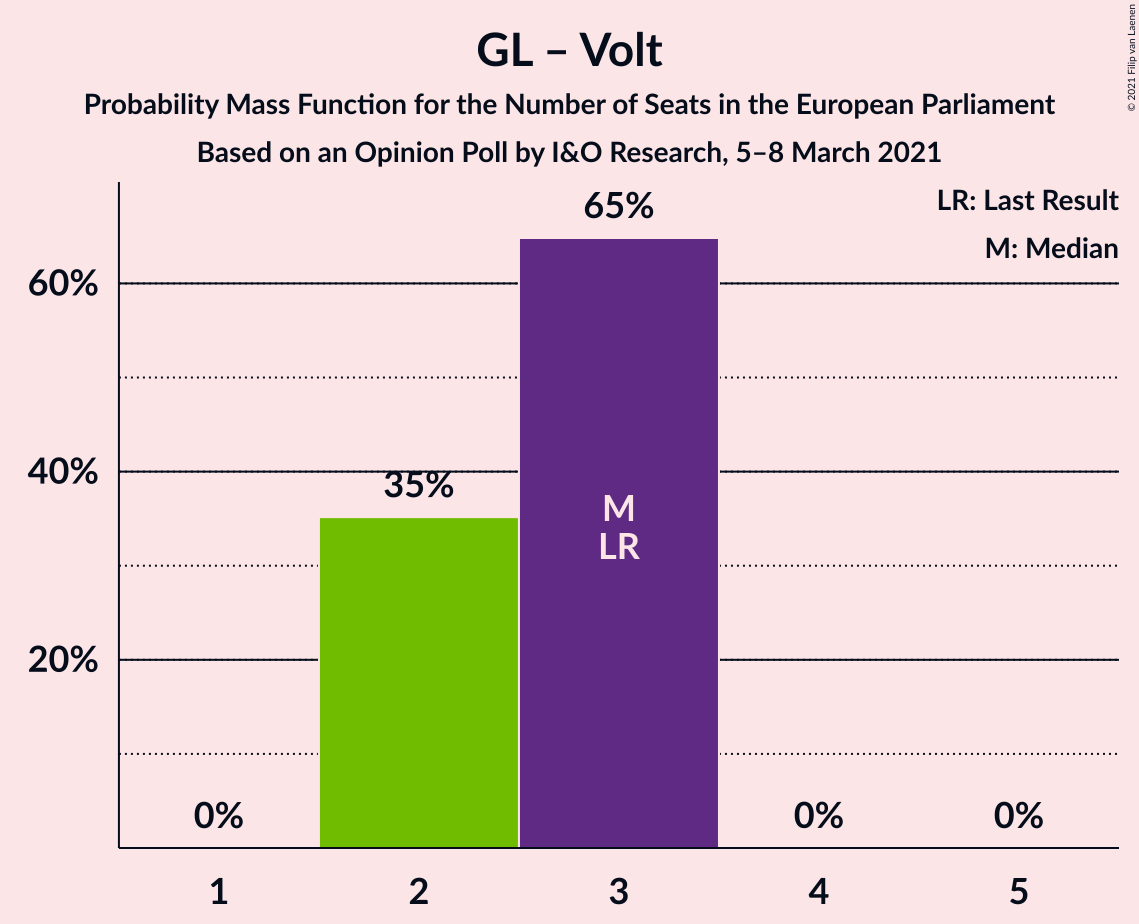 GL – Volt
Probability Mass Function for the Number of Seats in the European Parliament
Based on an Opinion Poll by I&O Research, 5–8 March 2021
© 2021 Filip van Laenen
LR: Last Result
M: Median
65%
60%
40%
35%
M
LR
20%
0%
0%
0%
1
2
3
4
5